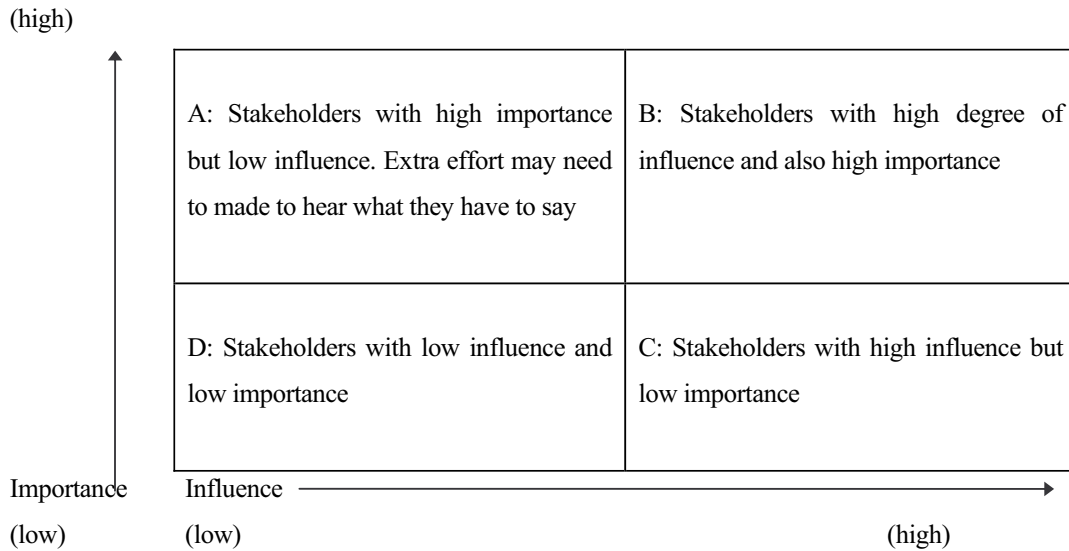 (high)
A: Stakeholders with high importance
but low influence. Extra effort may need
to made to hear what they have to say
B: Stakeholders with high degree of
influence and also high importance
D: Stakeholders with low influence and
low importance
C: Stakeholders with high influence but
low importance
Importance
Influence
(low)
(low)
(high)